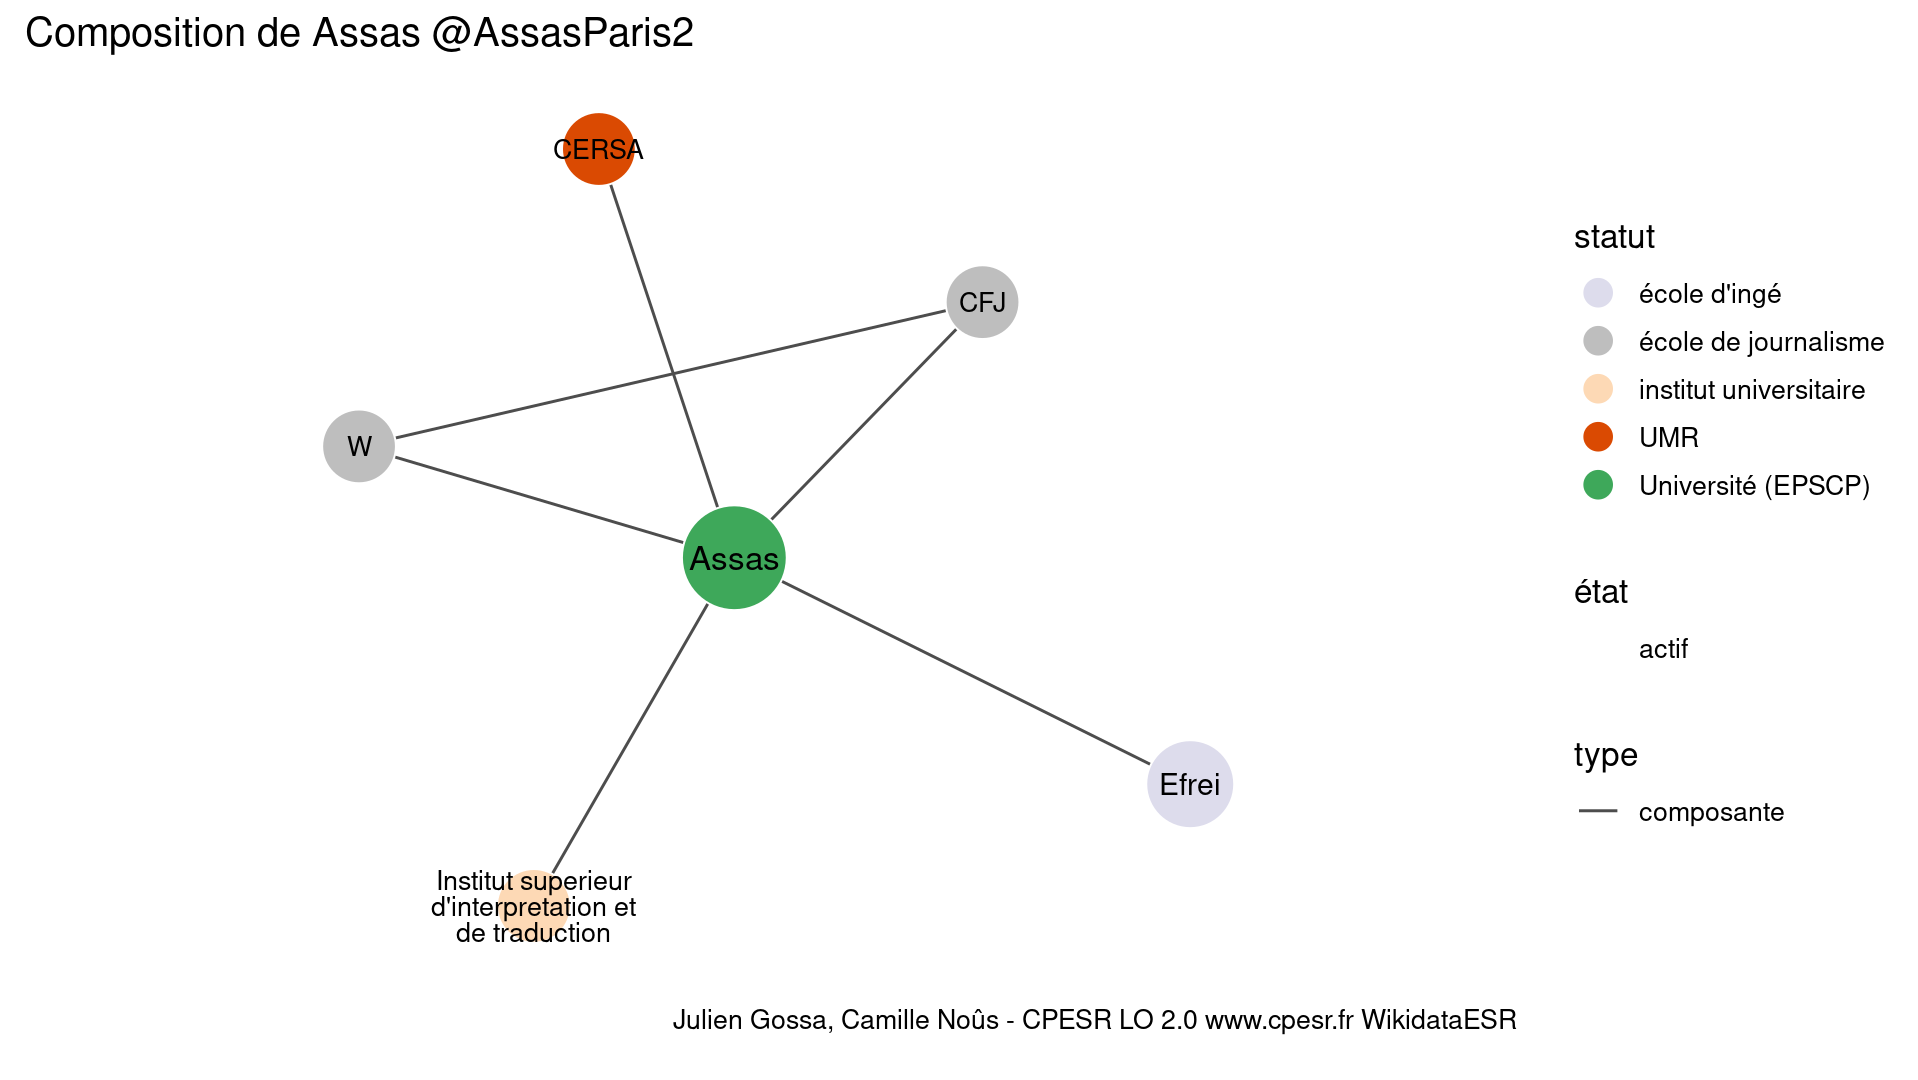 Composition de Assas @AssasParis2
CERSA
CFJ
W
Assas
Efrei
Institut superieur
d'interpretation et
de traduction
statut
école d'ingé
école de journalisme
institut universitaire
UMR
Université (EPSCP)
état
actif
type
composante
Julien Gossa, Camille Noûs - CPESR LO 2.0 www.cpesr.fr WikidataESR